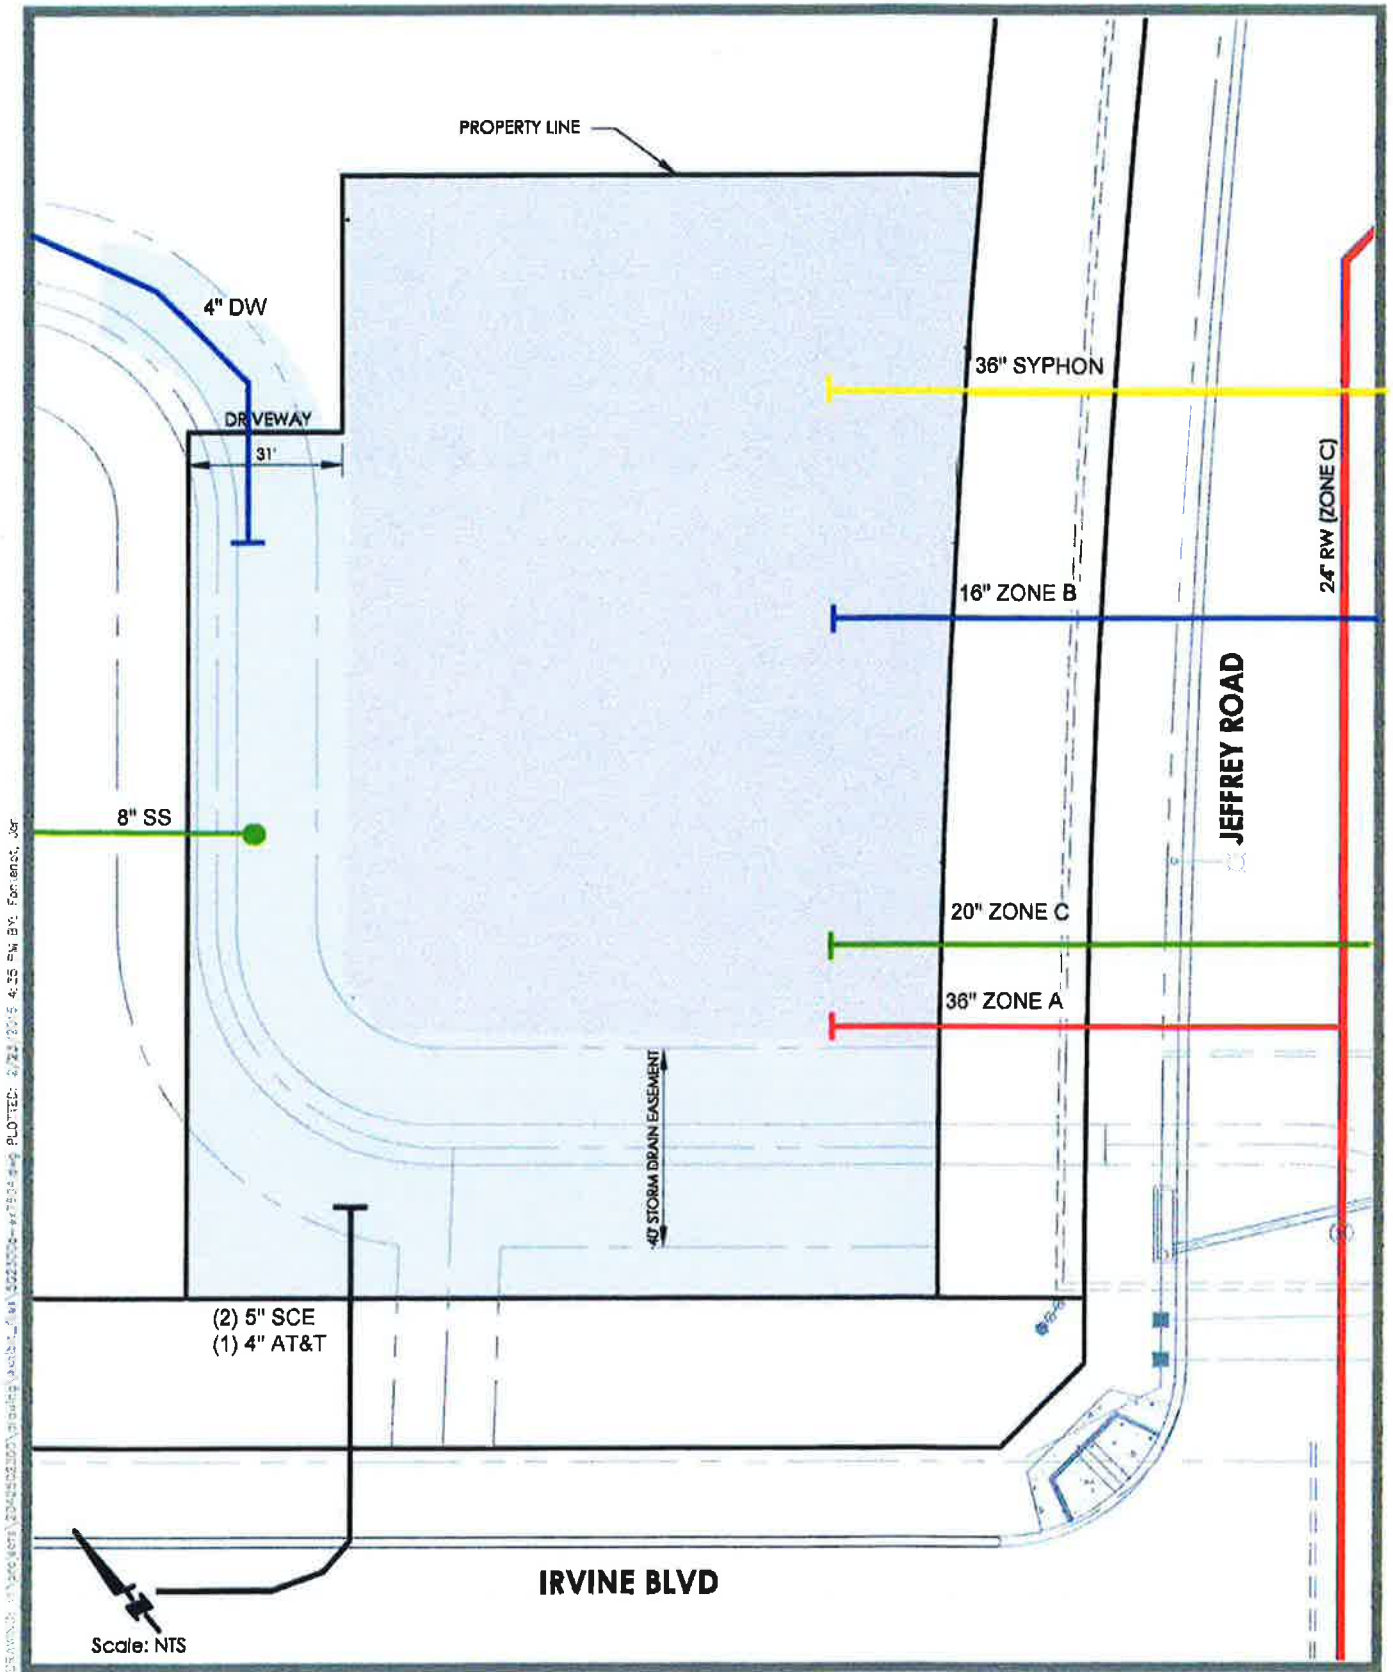 PROPERTY LINE
4" DW
36" SYPHON
DRIVEWAY
31'
24" RW (ZONE C)
16" ZONE B
JEFFREY ROAD
8" SS
20" ZONE C
36" ZONE A
40' STORM DRAIN EASEMENT
(2) 5" SCE
(1) 4" AT&T
IRVINE BLVD
Scale: NTS